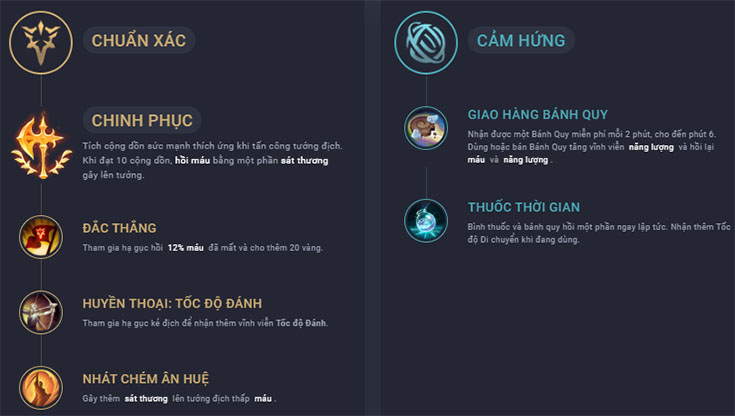 CHUẨN XÁC
CHINH PHỤC
Tích cộng dồn sức mạnh thích ứng khi tấn công tướng địch.
Khi đạt 10 cộng dồn, hồi máu bằng một phần sát thương
gây lên tướng.
ĐẮC THẮNG
Tham gia hạ gục hồi 12% máu đã mất và cho thêm 20 vàng.
HUYỀN THOẠI: TỐC ĐỘ ĐÁNH
Tham gia hạ gục kẻ địch để nhận thêm vĩnh viễn Tốc độ Đánh.
NHÁT CHÉM ÂN HUỆ
Gây thêm sát thương lên tướng địch thấp máu .
CẢM HỨNG
GIAO HÀNG BÁNH QUY
Nhận được một Bánh Quy miễn phí mỗi 2 phút, cho đến phút 6.
Dùng hoặc bán Bánh Quy tăng vĩnh viễn năng lượng và hồi lại
máu và năng lượng .
THUỐC THỜI GIAN
Bình thuốc và bánh quy hồi một phần ngay lập tức. Nhận thêm Tốc
độ Di chuyển khi đang dùng.